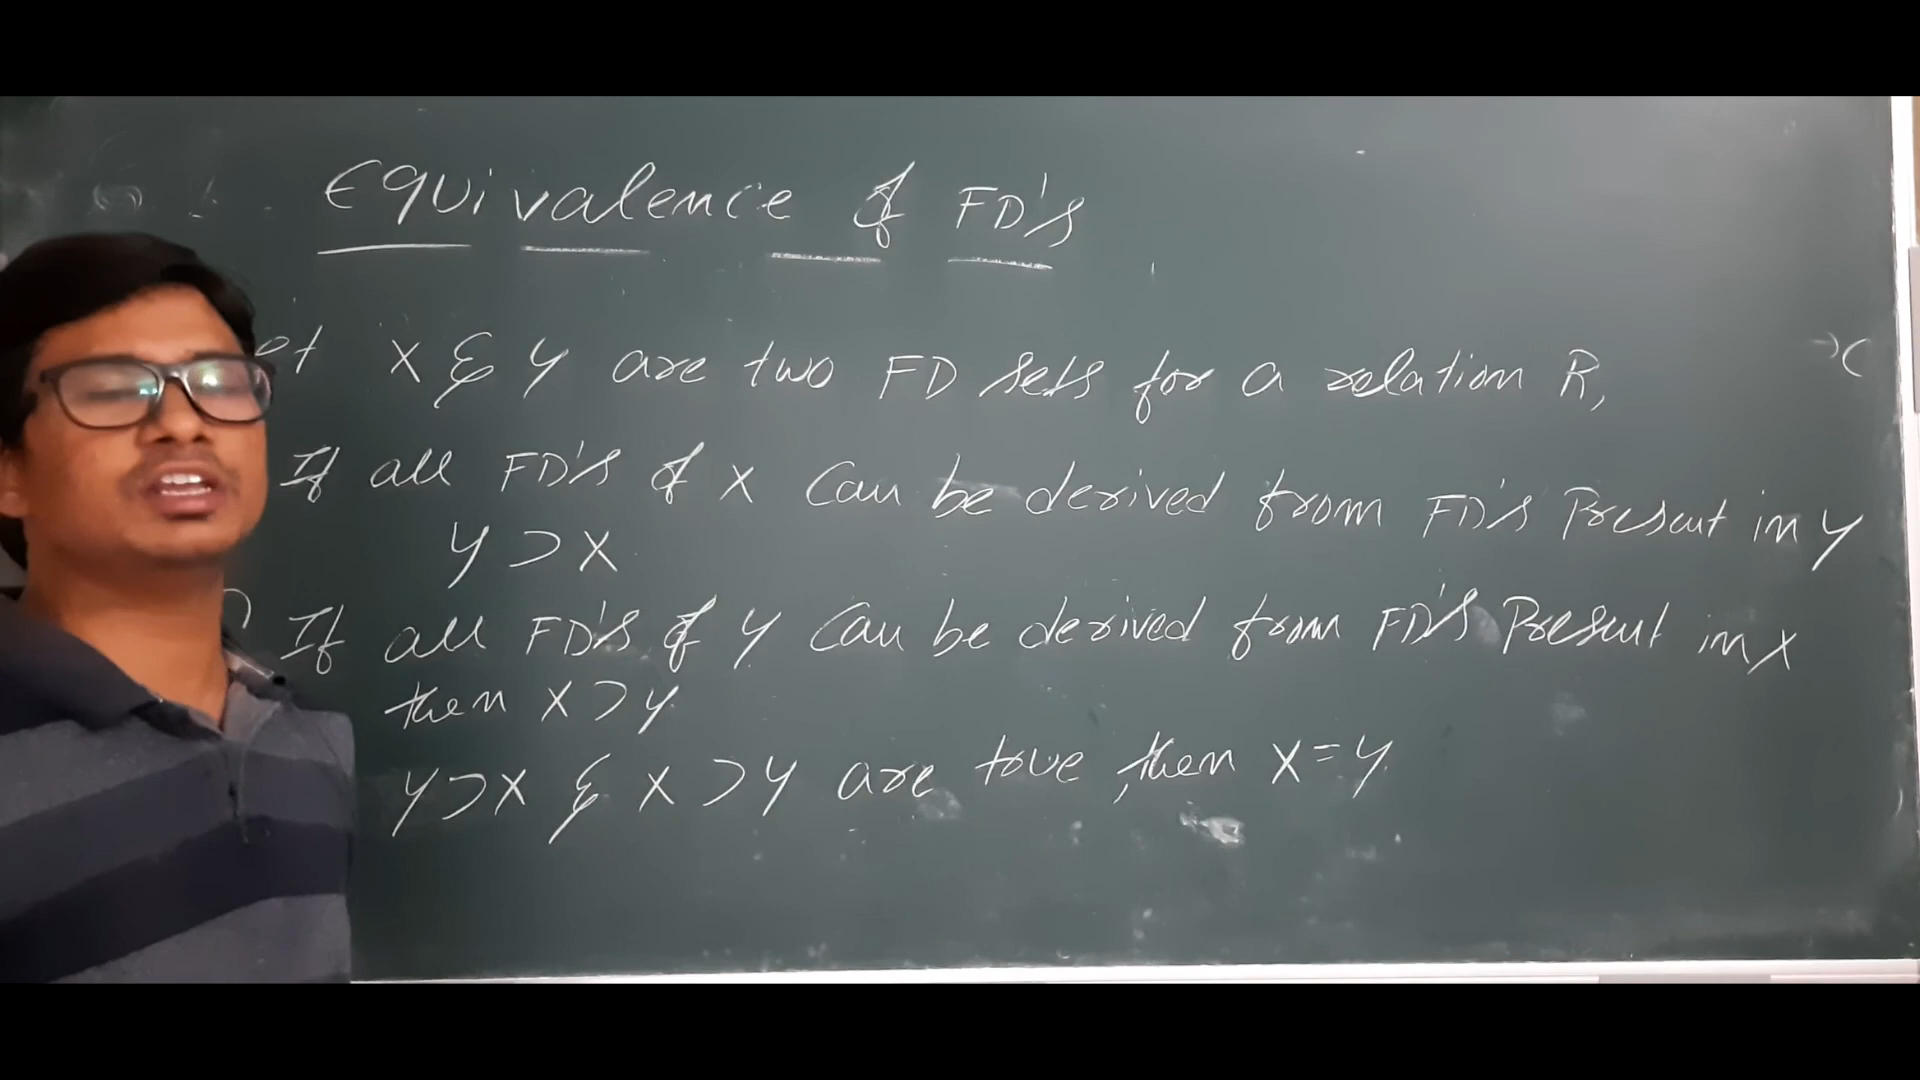 Equivalence of FD's
et X & Y are two FD sets for a relation R,
If all FD's of X Can be derived from FD's Present in Y
Y ⊃ X
If all FD's of Y Can be derived from FD's Present in X
then X ⊃ Y
Y ⊃ X & X ⊃ Y are true, then X = Y.